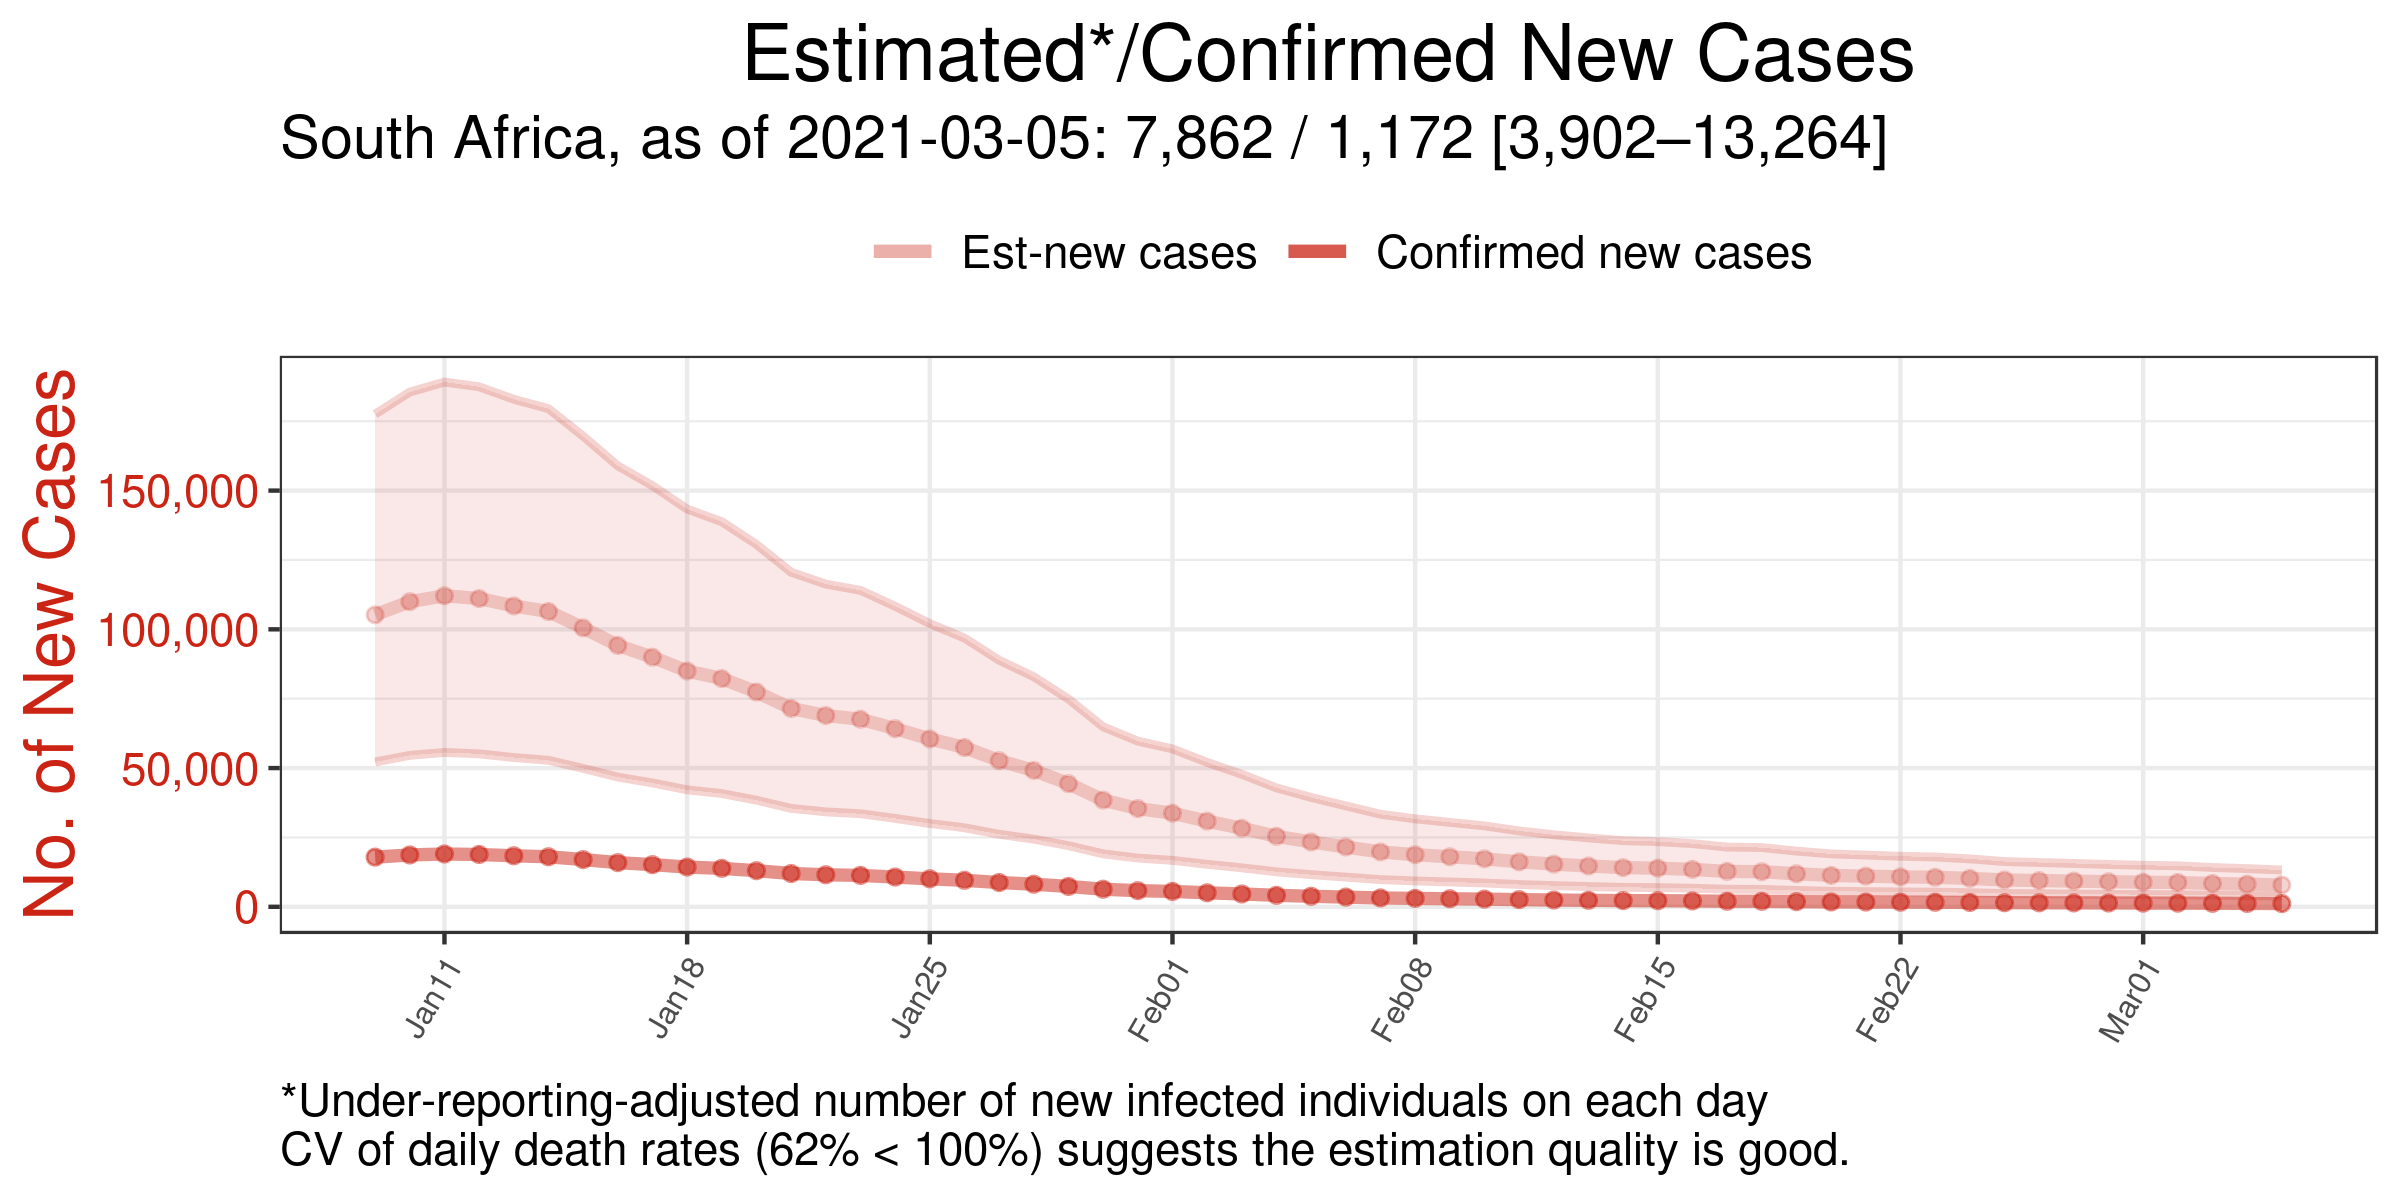 Estimated*/Confirmed New Cases
South Africa, as of 2021-03-05: 7,862 / 1,172 [3,902–13,264]
Est-new cases
Confirmed new cases
No. of New Cases
150,000
100,000
50,000
0
Jan11
Jan18
Jan25
Feb01
Feb08
Feb15
Feb22
Mar01
*Under-reporting-adjusted number of new infected individuals on each day
CV of daily death rates (62% < 100%) suggests the estimation quality is good.